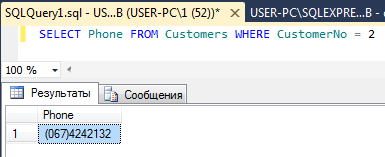 SQLQuery1.sql - US...B (USER-PC\1 (52))* USER-PC\SQLEXPRE...B -
SELECT Phone FROM Customers WHERE CustomerNo = 2
100 %
Результаты Сообщения
Phone
1 (067)4242132